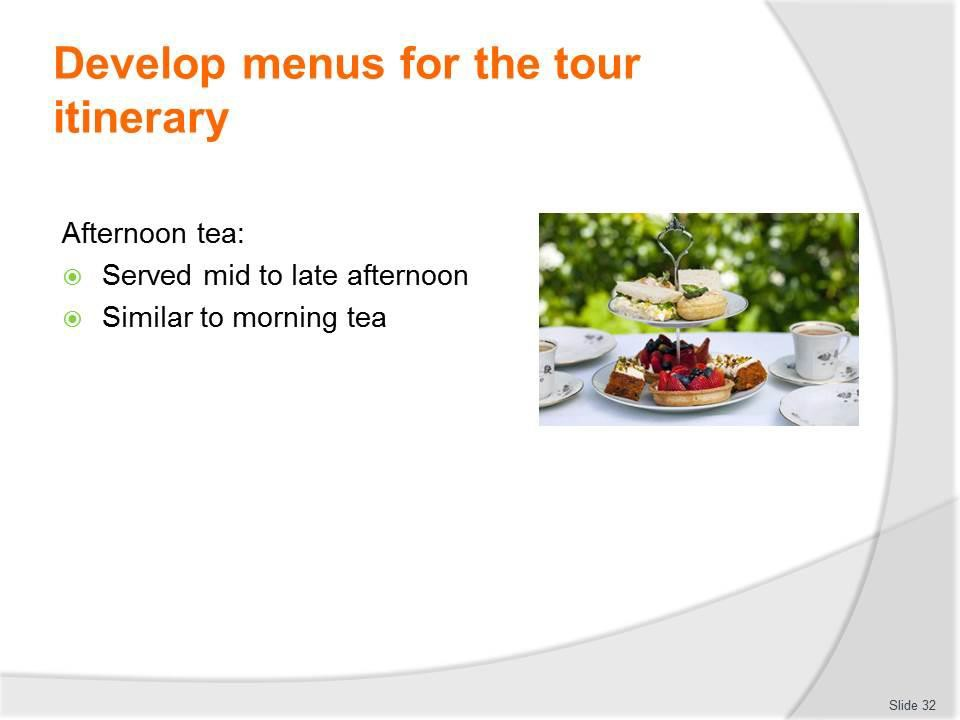 Develop menus for the tour
itinerary
Afternoon tea:
Served mid to late afternoon
Similar to morning tea
Slide 32